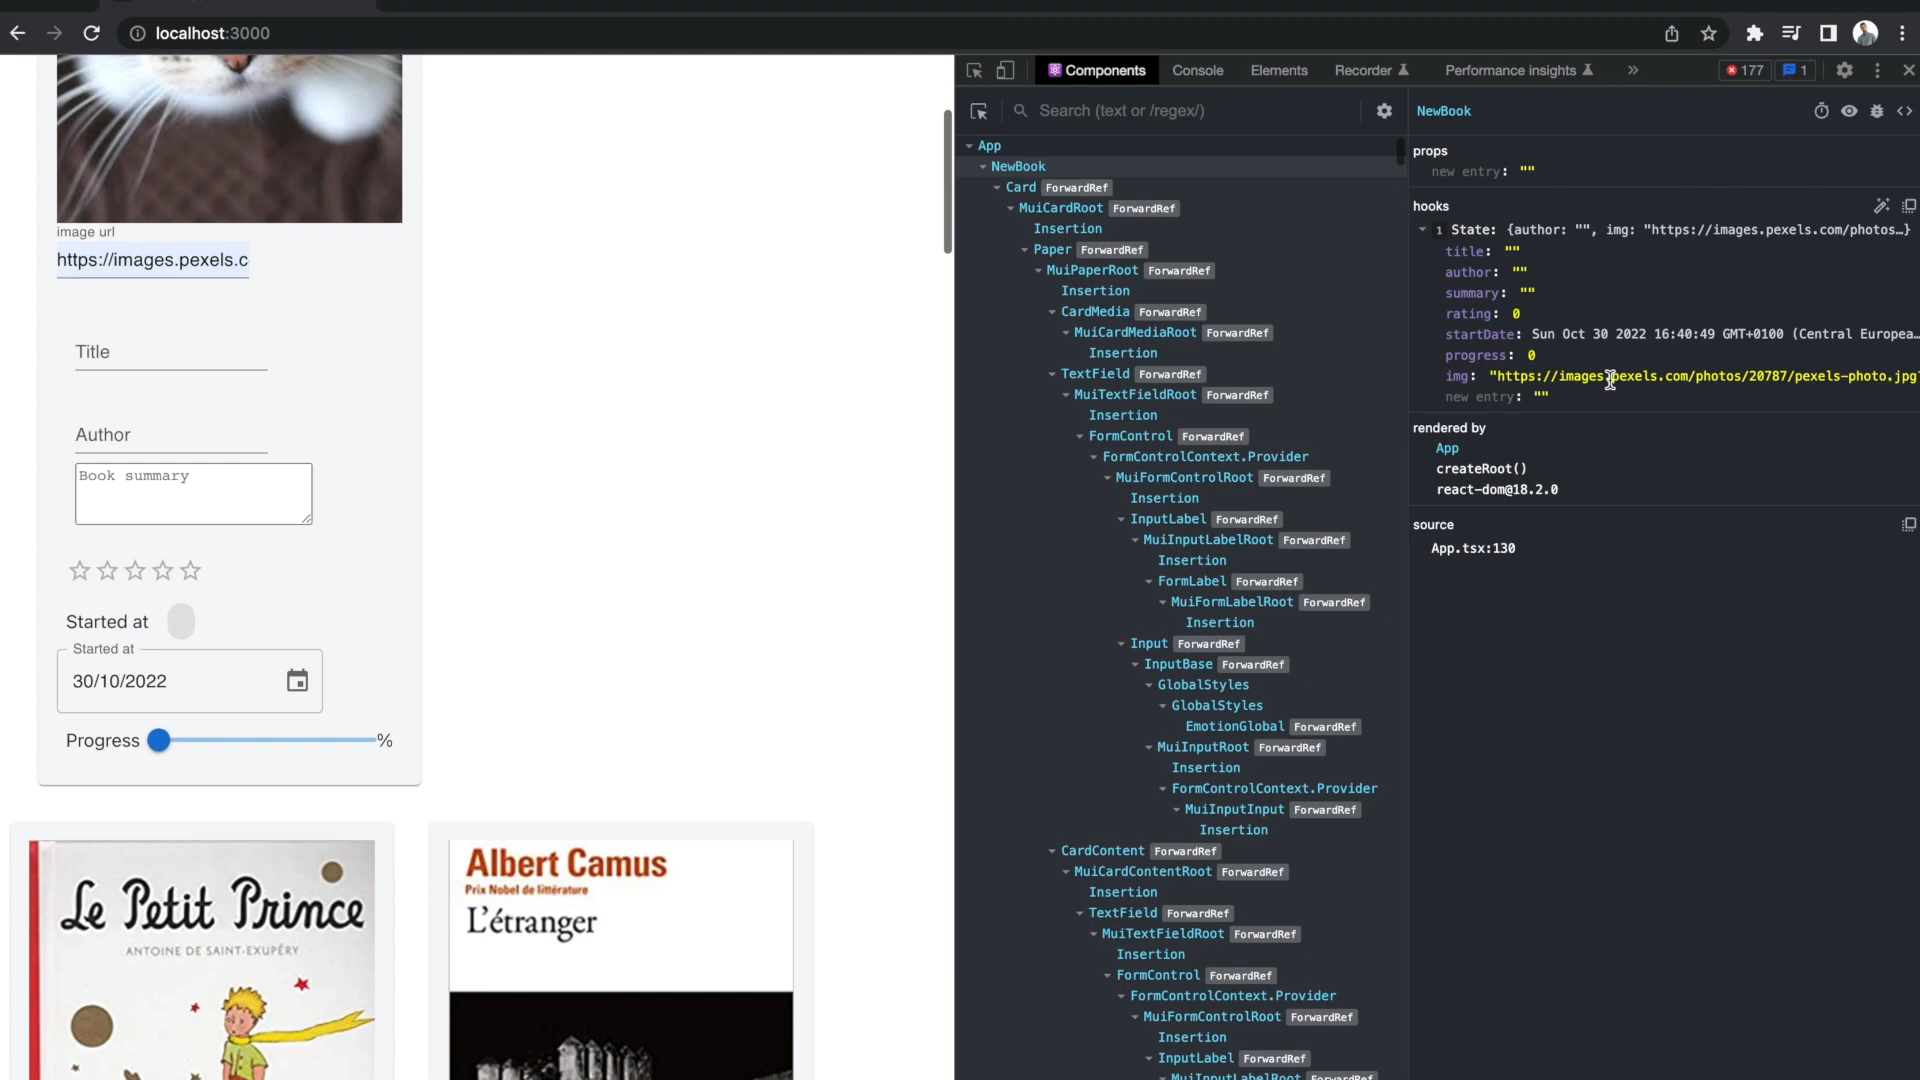 localhost:3000
Components
Console
Elements
Recorder
Performance insights
177
1
Search (text or /regex/)
NewBook
image url
https://images.pexels.c
Title
Author
Book summary
Started at
Started at
30/10/2022
Progress
%
Le Petit Prince
ANTOINE DE SAINT-EXUPÉRY
Albert Camus
Prix Nobel de littérature
L'étranger
App
NewBook
Card ForwardRef
MuiCardRoot ForwardRef
Insertion
Paper ForwardRef
MuiPaperRoot ForwardRef
Insertion
CardMedia ForwardRef
MuiCardMediaRoot ForwardRef
Insertion
TextField ForwardRef
MuiTextFieldRoot ForwardRef
Insertion
FormControl ForwardRef
FormControlContext.Provider
MuiFormControlRoot ForwardRef
Insertion
InputLabel ForwardRef
MuiInputLabelRoot ForwardRef
Insertion
FormLabel ForwardRef
MuiFormLabelRoot ForwardRef
Insertion
Input ForwardRef
InputBase ForwardRef
GlobalStyles
GlobalStyles
EmotionGlobal ForwardRef
MuiInputRoot ForwardRef
Insertion
FormControlContext.Provider
MuiInputInput ForwardRef
Insertion
CardContent ForwardRef
MuiCardContentRoot ForwardRef
Insertion
TextField ForwardRef
MuiTextFieldRoot ForwardRef
Insertion
FormControl ForwardRef
FormControlContext.Provider
MuiFormControlRoot ForwardRef
Insertion
InputLabel ForwardRef
MuiInputLabelRoot ForwardRef
props
new entry: ""
hooks
1 State: {author: "", img: "https://images.pexels.com/photos…}
title: ""
author: ""
summary: ""
rating: 0
startDate: Sun Oct 30 2022 16:40:49 GMT+0100 (Central Europea…
progress: 0
img: "https://images.pexels.com/photos/20787/pexels-photo.jpg
new entry: ""
rendered by
App
createRoot()
react-dom@18.2.0
source
App.tsx:130